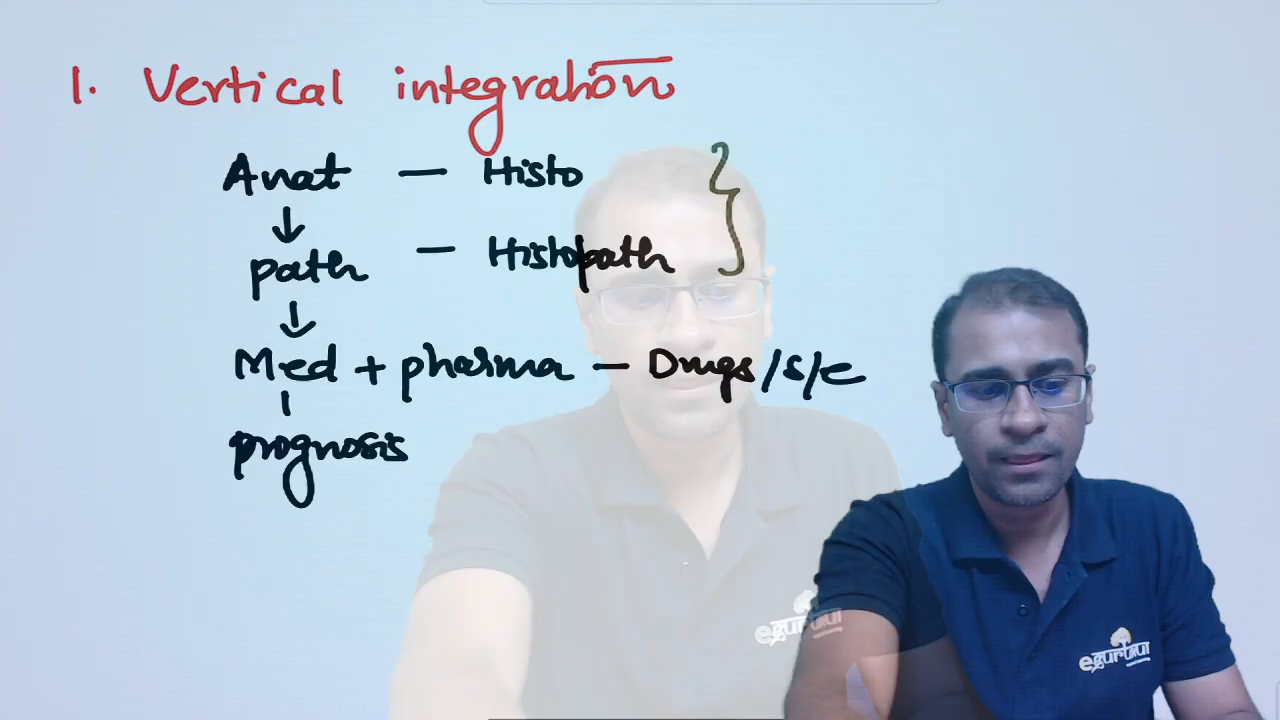 1. Vertical integration
Anat — Histo
↓
path — Histopath
↓
Med + pharma — Drugs/s/e
prognosis
egurukul
egurukul